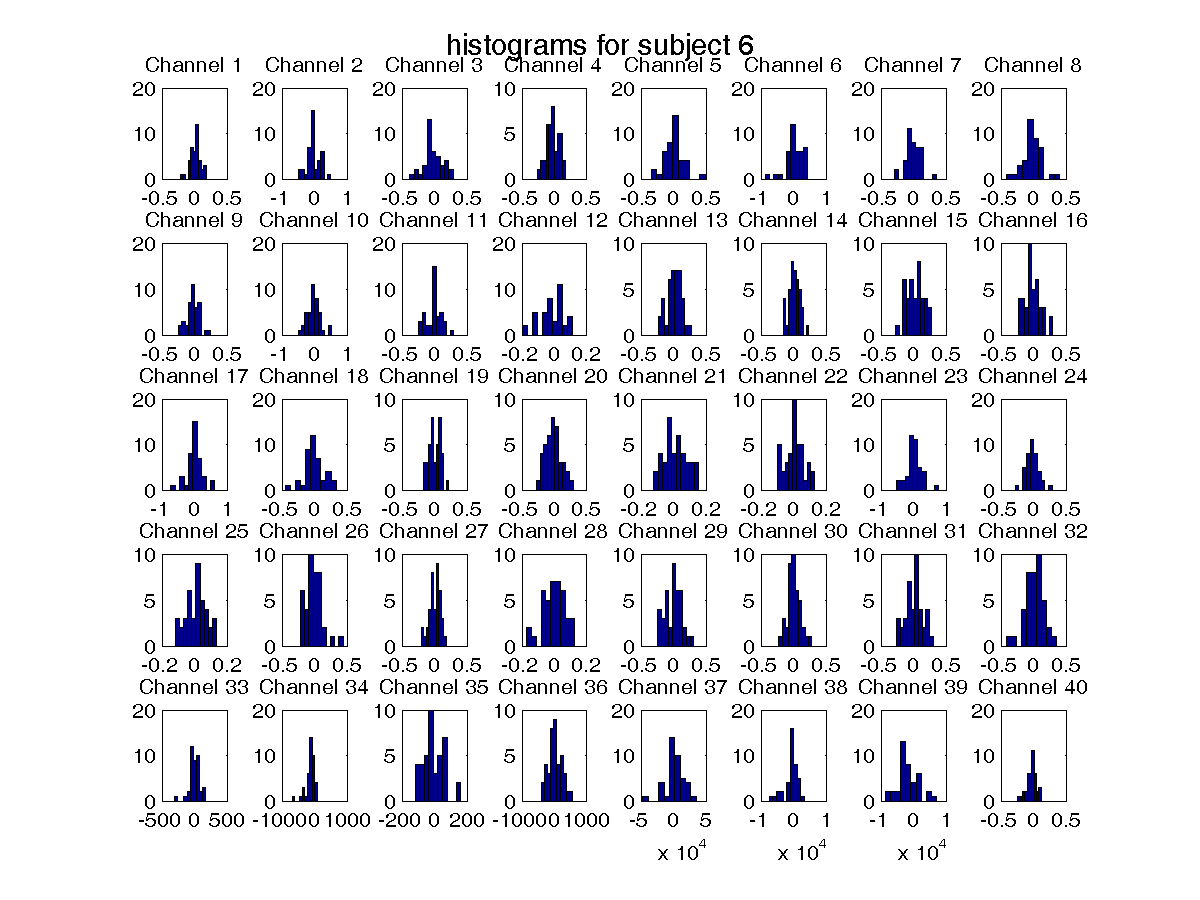 histograms for subject 6
Channel 1 Channel 2 Channel 3 Channel 4 Channel 5 Channel 6 Channel 7 Channel 8
20 20 20 10 20 20 20 20
10 10 10 5 10 10 10 10
0 0 0 0 0 0 0 0
-0.5 0 0.5 -1 0 1 -0.5 0 0.5 -0.5 0 0.5 -0.5 0 0.5 -1 0 1 -0.5 0 0.5 -0.5 0 0.5
Channel 9 Channel 10 Channel 11 Channel 12 Channel 13 Channel 14 Channel 15 Channel 16
20 20 20 20 10 10 10 10
10 10 10 10 5 5 5 5
0 0 0 0 0 0 0 0
-0.5 0 0.5 -1 0 1 -0.5 0 0.5 -0.2 0 0.2 -0.5 0 0.5 -0.5 0 0.5 -0.5 0 0.5 -0.5 0 0.5
Channel 17 Channel 18 Channel 19 Channel 20 Channel 21 Channel 22 Channel 23 Channel 24
20 20 10 10 10 10 20 20
10 10 5 5 5 5 10 10
0 0 0 0 0 0 0 0
-1 0 1 -0.5 0 0.5 -0.5 0 0.5 -0.5 0 0.5 -0.2 0 0.2 -0.2 0 0.2 -1 0 1 -0.5 0 0.5
Channel 25 Channel 26 Channel 27 Channel 28 Channel 29 Channel 30 Channel 31 Channel 32
10 10 10 10 10 10 10 10
5 5 5 5 5 5 5 5
0 0 0 0 0 0 0 0
-0.2 0 0.2 -0.5 0 0.5 -0.5 0 0.5 -0.2 0 0.2 -0.5 0 0.5 -0.5 0 0.5 -0.5 0 0.5 -0.5 0 0.5
Channel 33 Channel 34 Channel 35 Channel 36 Channel 37 Channel 38 Channel 39 Channel 40
20 20 10 10 20 20 20 20
10 10 5 5 10 10 10 10
0 0 0 0 0 0 0 0
-500 0 500 -1000 0 1000 -200 0 200 -1000 0 1000 -5 0 5 -1 0 1 -1 0 1 -0.5 0 0.5
x 10⁴ x 10⁴ x 10⁴